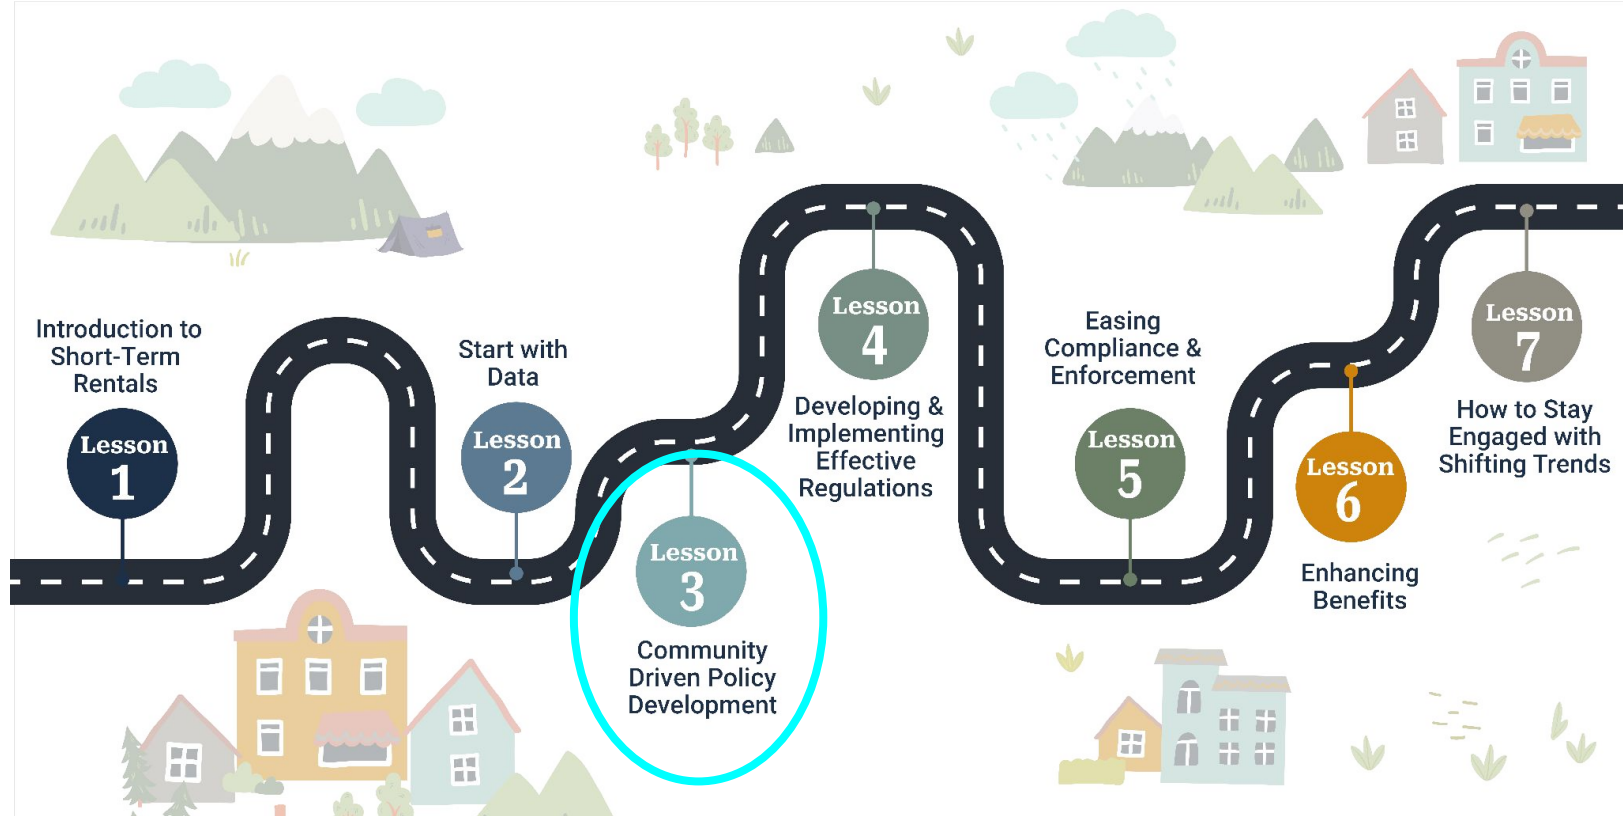 Introduction to
Short-Term
Rentals
Lesson
1
Start with
Data
Lesson
2
Lesson
3
Community
Driven Policy
Development
Lesson
4
Developing &
Implementing
Effective
Regulations
Easing
Compliance &
Enforcement
Lesson
5
Lesson
6
Enhancing
Benefits
Lesson
7
How to Stay
Engaged with
Shifting Trends